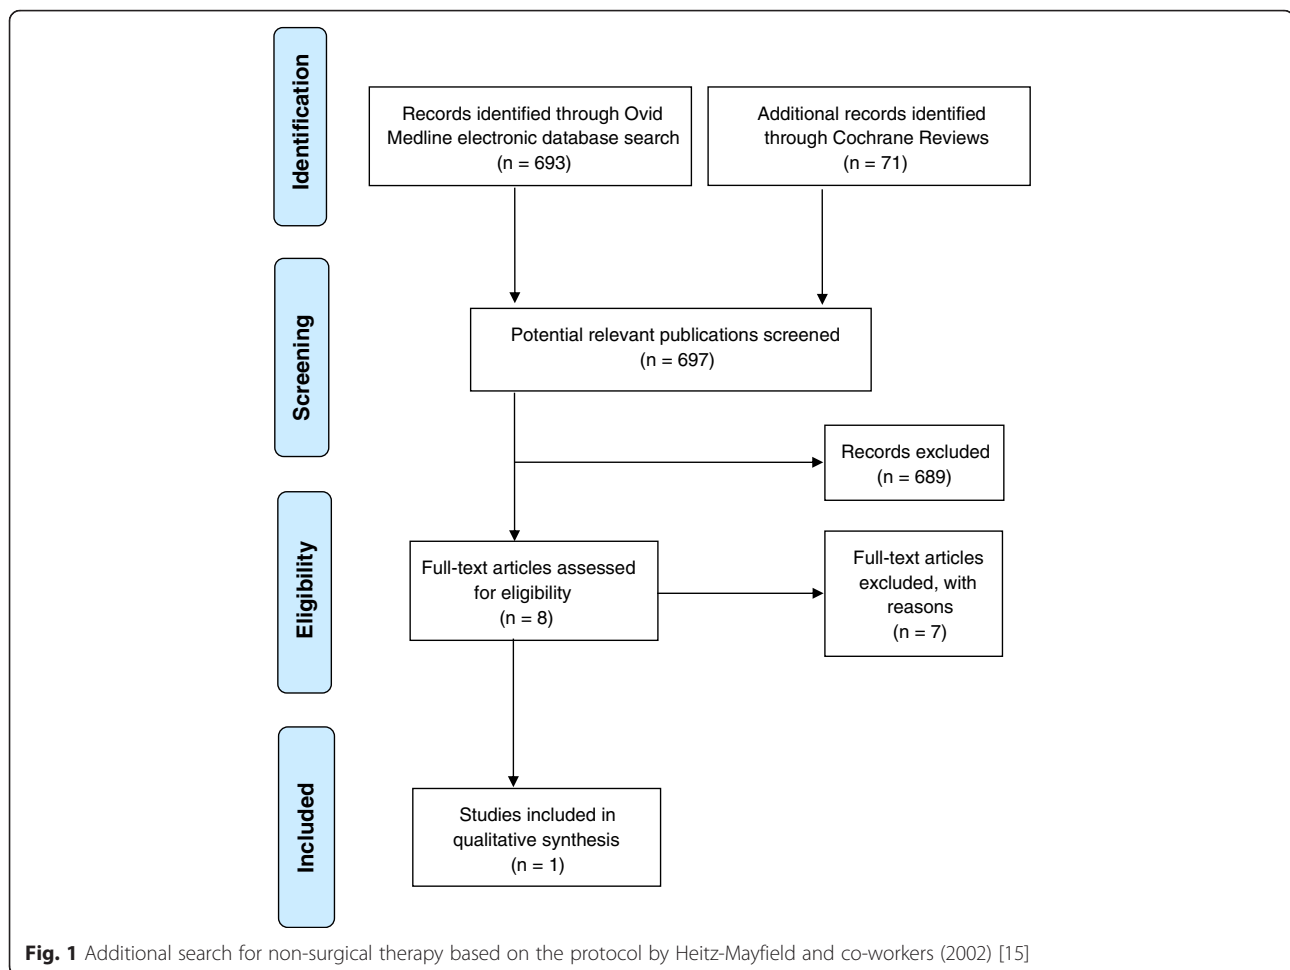 Identification
Records identified through Ovid
Medline electronic database search
(n = 693)
Additional records identified
through Cochrane Reviews
(n = 71)
Screening
Potential relevant publications screened
(n = 697)
Records excluded
(n = 689)
Eligibility
Full-text articles assessed
for eligibility
(n = 8)
Full-text articles
excluded, with
reasons
(n = 7)
Included
Studies included in
qualitative synthesis
(n = 1)
Fig. 1 Additional search for non-surgical therapy based on the protocol by Heitz-Mayfield and co-workers (2002) [15]